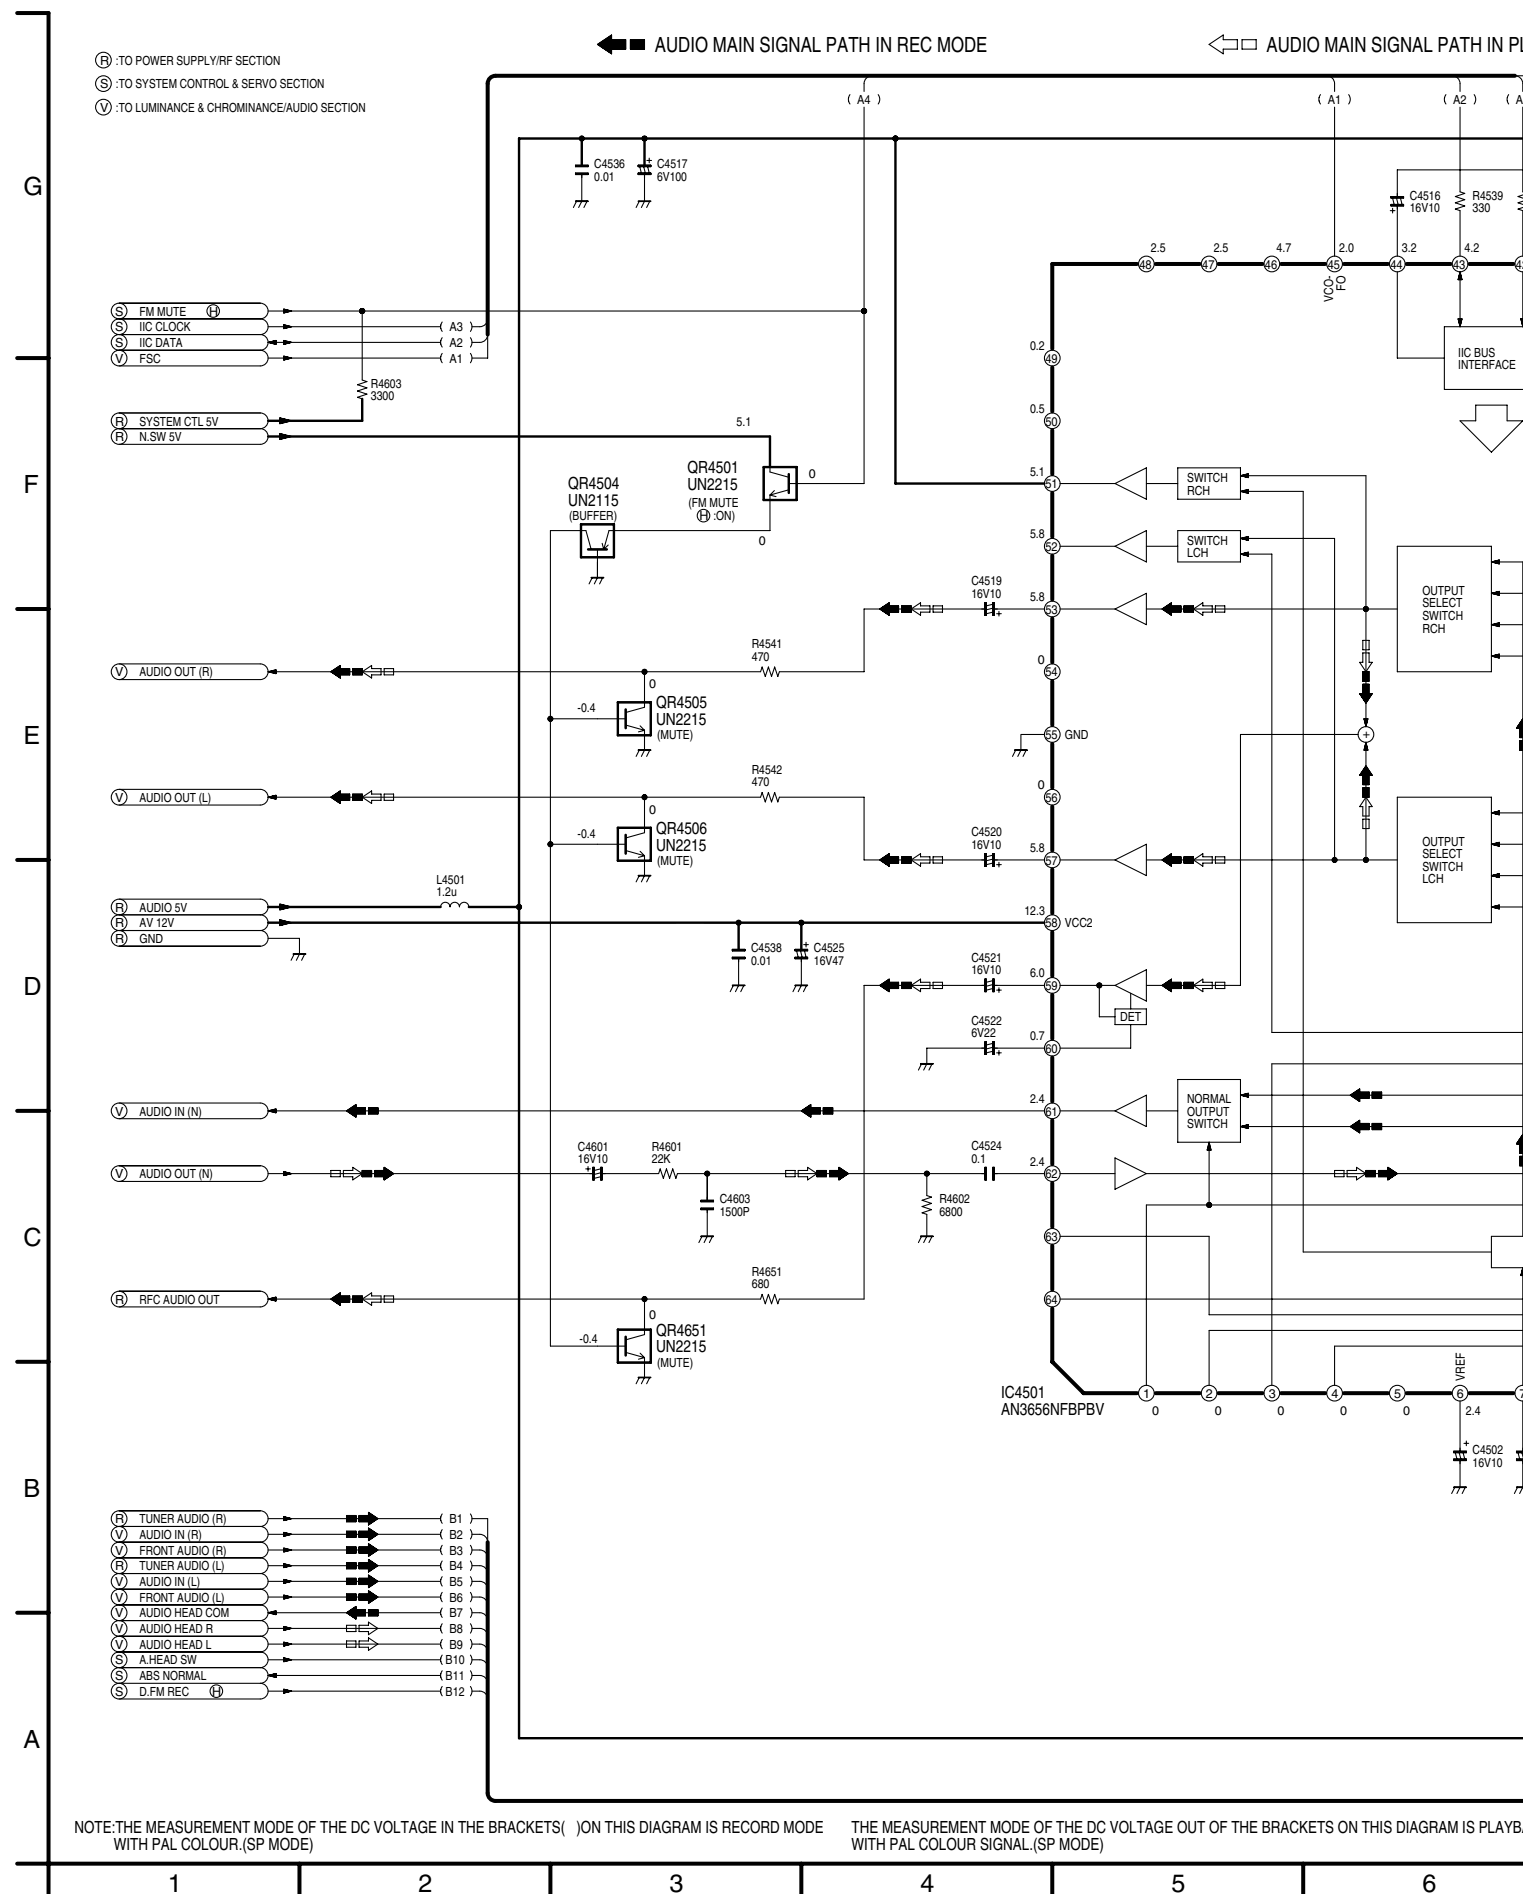 AUDIO MAIN SIGNAL PATH IN REC MODE
AUDIO MAIN SIGNAL PATH IN
R :TO POWER SUPPLY/RF SECTION
S :TO SYSTEM CONTROL & SERVO SECTION
V :TO LUMINANCE & CHROMINANCE/AUDIO SECTION
( A4 )
( A1 )
( A2 )
C4536
0.01
C4517
6V100
G
C4516
16V10
R4539
330
2.5
2.5
4.7
2.0
3.2
4.2
48
47
46
45
44
43
VCO-
FO
S FM MUTE H
S IIC CLOCK
( A3 )
S IIC DATA
( A2 )
V FSC
( A1 )
0.2
49
IIC BUS
INTERFACE
R4603
3300
0.5
50
R SYSTEM CTL 5V
R N.SW 5V
5.1
F
QR4504
UN2115
(BUFFER)
QR4501
UN2215
(FM MUTE
H :ON)
0
0
5.1
51
SWITCH
RCH
5.8
52
SWITCH
LCH
C4519
16V10
5.8
53
OUTPUT
SELECT
SWITCH
RCH
R4541
470
V AUDIO OUT (R)
0
54
0
-0.4
QR4505
UN2215
(MUTE)
E
55 GND
+
R4542
470
V AUDIO OUT (L)
0
56
0
-0.4
QR4506
UN2215
(MUTE)
C4520
16V10
5.8
57
OUTPUT
SELECT
SWITCH
LCH
L4501
1.2u
R AUDIO 5V
R AV 12V
R GND
12.3
58 VCC2
C4538
0.01
C4525
16V47
D
C4521
16V10
6.0
59
DET
C4522
6V22
0.7
60
V AUDIO IN (N)
2.4
61
NORMAL
OUTPUT
SWITCH
V AUDIO OUT (N)
C4601
16V10
R4601
22K
C4603
1500P
C4524
0.1
2.4
62
R4602
6800
C
63
R4651
680
R RFC AUDIO OUT
64
0
-0.4
QR4651
UN2215
(MUTE)
IC4501
AN3656NFBPBV
VREF
1
2
3
4
5
6
0
0
0
0
0
2.4
C4502
16V10
B
R TUNER AUDIO (R)
( B1 )
V AUDIO IN (R)
( B2 )
V FRONT AUDIO (R)
( B3 )
R TUNER AUDIO (L)
( B4 )
V AUDIO IN (L)
( B5 )
V FRONT AUDIO (L)
( B6 )
V AUDIO HEAD COM
( B7 )
V AUDIO HEAD R
( B8 )
V AUDIO HEAD L
( B9 )
S A.HEAD SW
( B10 )
S ABS NORMAL
( B11 )
S D.FM REC H
( B12 )
A
NOTE:THE MEASUREMENT MODE OF THE DC VOLTAGE IN THE BRACKETS( )ON THIS DIAGRAM IS RECORD MODE
WITH PAL COLOUR.(SP MODE)
THE MEASUREMENT MODE OF THE DC VOLTAGE OUT OF THE BRACKETS ON THIS DIAGRAM IS
WITH PAL COLOUR SIGNAL.(SP MODE)
1
2
3
4
5
6